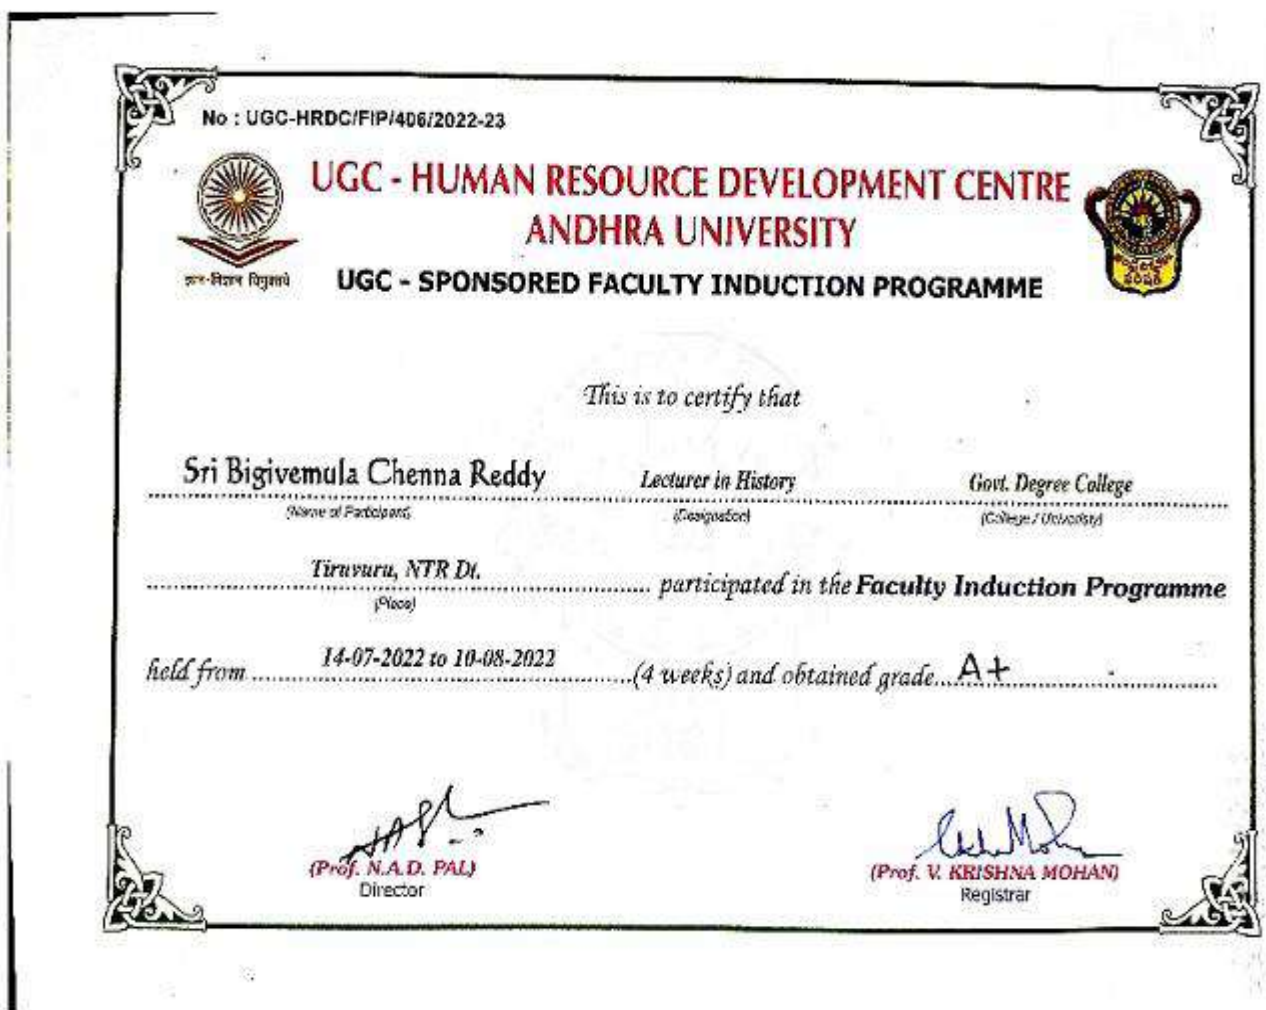 No : UGC-HRDC/FIP/406/2022-23
UGC - HUMAN RESOURCE DEVELOPMENT CENTRE
ANDHRA UNIVERSITY
UGC - SPONSORED FACULTY INDUCTION PROGRAMME
ज्ञान-विज्ञान विमुक्तये
This is to certify that
Sri Bigivemula Chenna Reddy Lecturer in History Govt. Degree College
(Name of Participant) (Designation) (College / University)
Tiruvuru, NTR Dt. participated in the Faculty Induction Programme
(Place)
held from 14-07-2022 to 10-08-2022 (4 weeks) and obtained grade A+
(Prof. N.A.D. PAL) (Prof. V. KRISHNA MOHAN)
Director Registrar